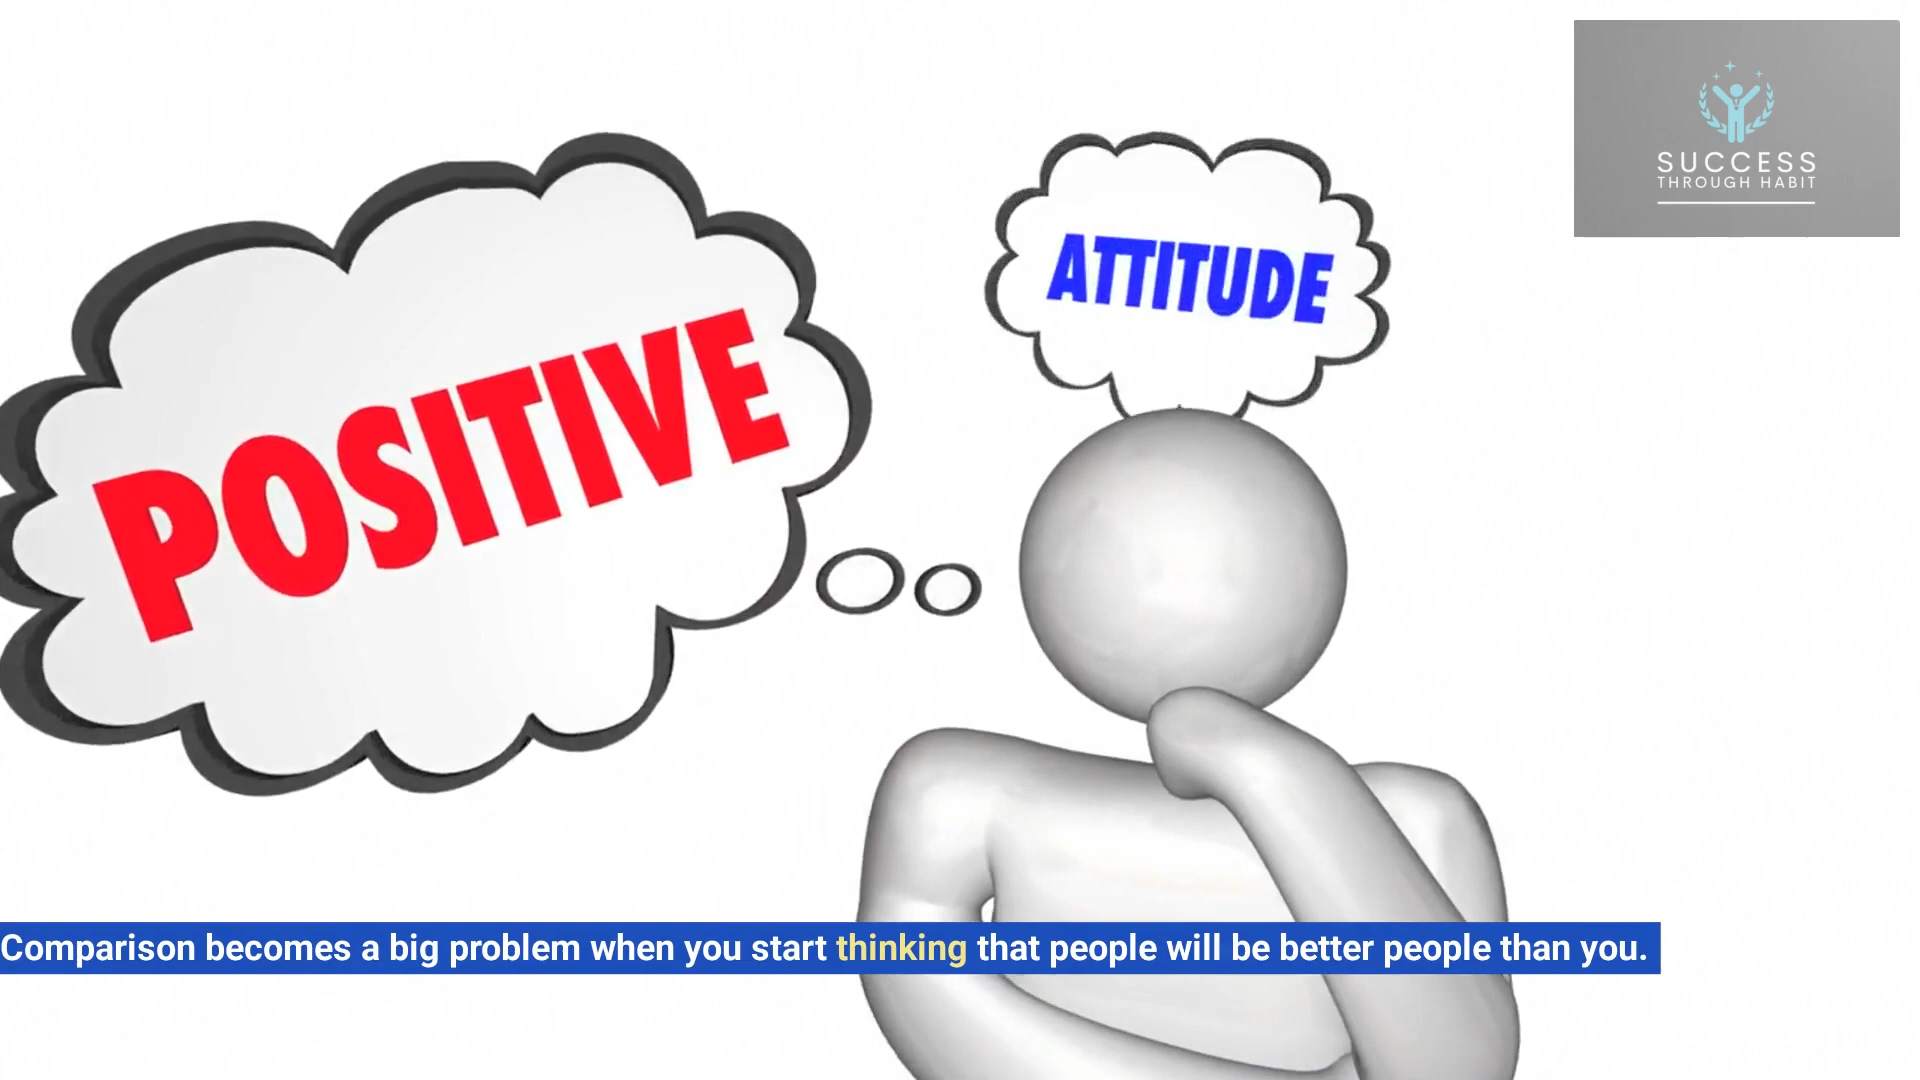 POSITIVE
ATTITUDE
SUCCESS
THROUGH HABIT
Comparison becomes a big problem when you start thinking that people will be better people than you.